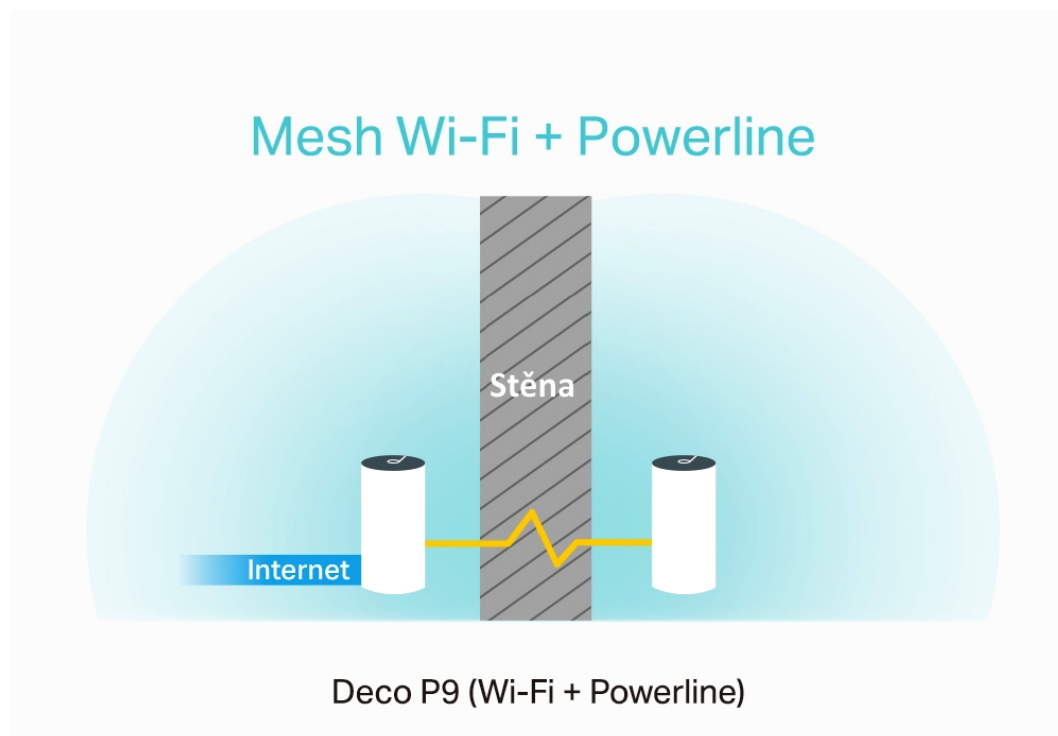 Mesh Wi-Fi + Powerline
Stěna
Internet
Deco P9 (Wi-Fi + Powerline)